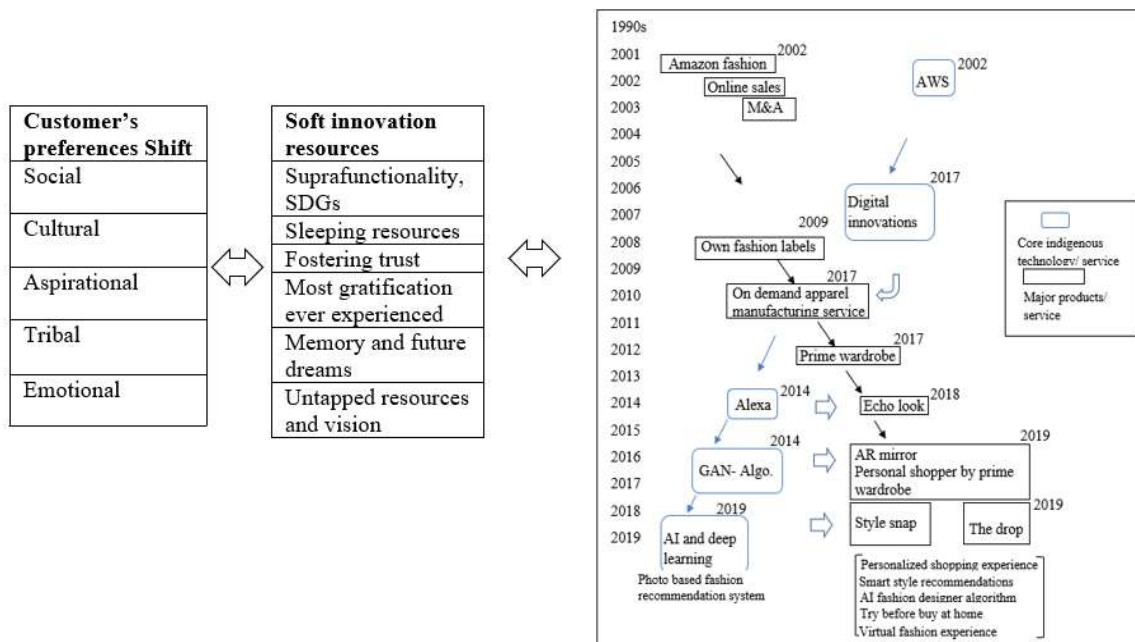 Customer's
preferences Shift
Social
Cultural
Aspirational
Tribal
Emotional
Soft innovation
resources
Suprafunctionality,
SDGs
Sleeping resources
Fostering trust
Most gratification
ever experienced
Memory and future
dreams
Untapped resources
and vision
1990s
2001
2002
2003
2004
2005
2006
2007
2008
2009
2010
2011
2012
2013
2014
2015
2016
2017
2018
2019
Amazon fashion
2002
Online sales
M&A
AWS
2002
Digital
innovations
2017
Own fashion labels
2009
On demand apparel
manufacturing service
2017
Prime wardrobe
2017
Alexa
2014
Echo look
2018
GAN- Algo.
2014
AR mirror
Personal shopper by prime
wardrobe
2019
AI and deep
learning
2019
Photo based fashion
recommendation system
Style snap
The drop
2019
Personalized shopping experience
Smart style recommendations
AI fashion designer algorithm
Try before buy at home
Virtual fashion experience
Core indigenous
technology/ service
Major products/
service